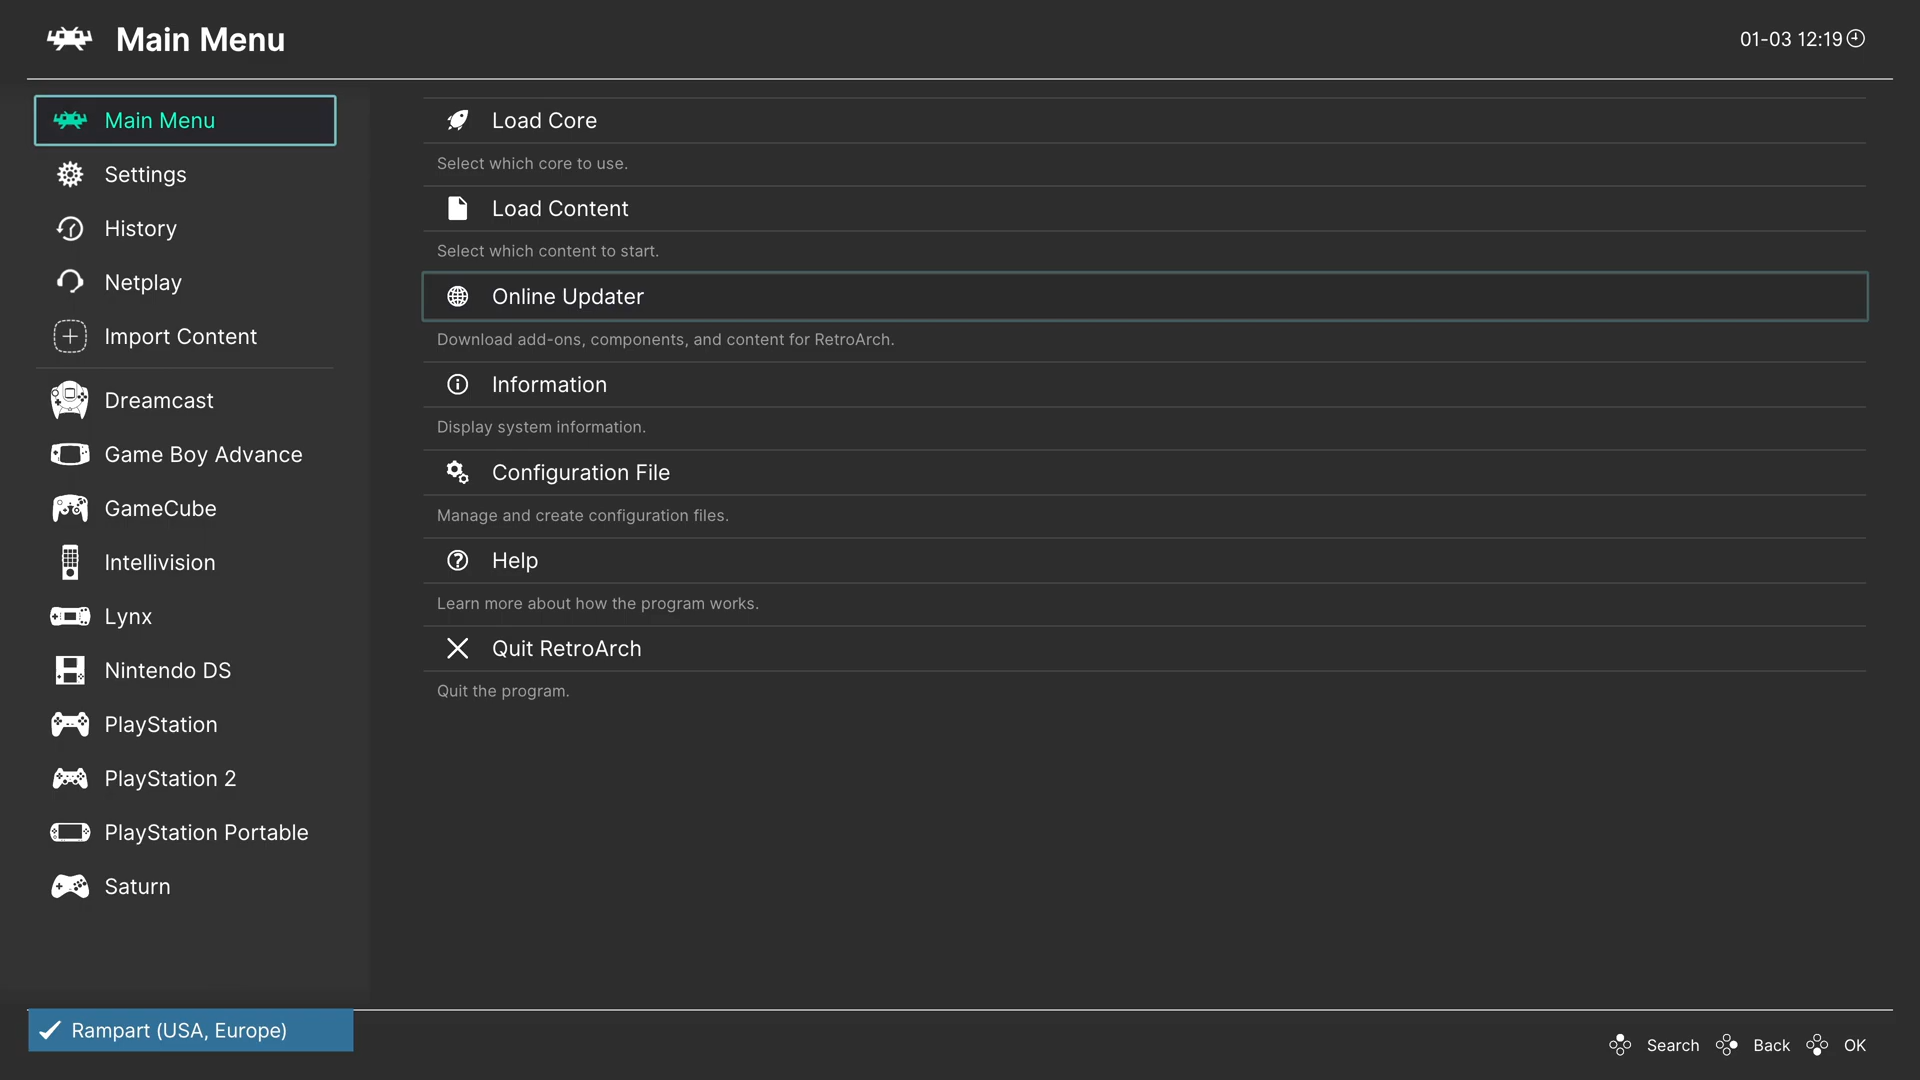 Main Menu
01-03 12:19
Main Menu
Settings
History
Netplay
Import Content
Dreamcast
Game Boy Advance
GameCube
Intellivision
Lynx
Nintendo DS
PlayStation
PlayStation 2
PlayStation Portable
Saturn
Load Core
Select which core to use.
Load Content
Select which content to start.
Online Updater
Download add-ons, components, and content for RetroArch.
Information
Display system information.
Configuration File
Manage and create configuration files.
Help
Learn more about how the program works.
Quit RetroArch
Quit the program.
Rampart (USA, Europe)
Search Back OK